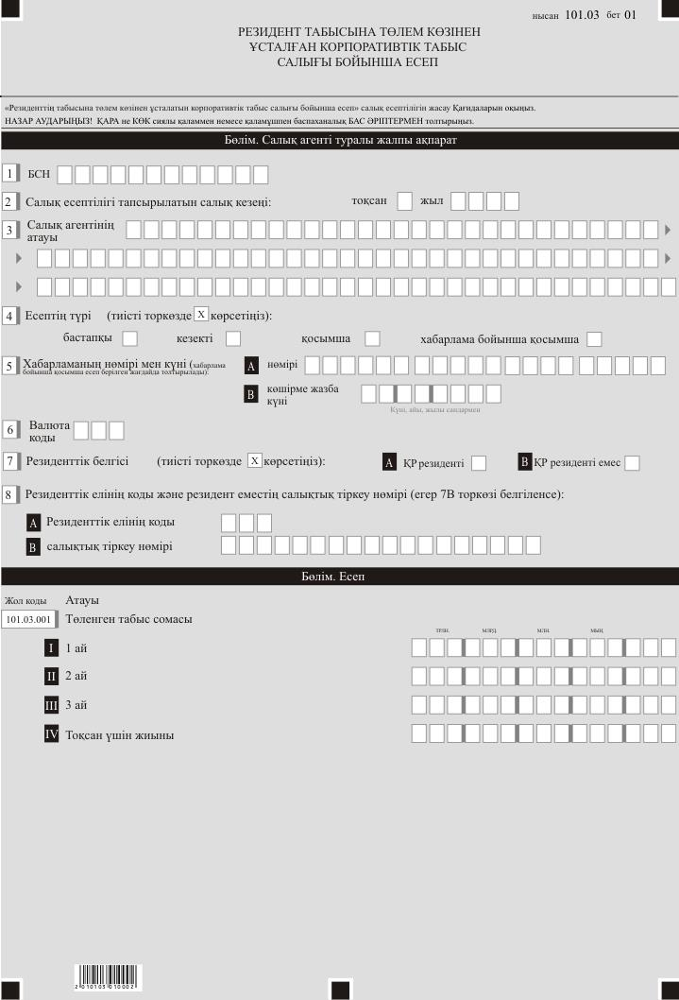 нысан 101.03 бет 01
РЕЗИДЕНТ ТАБЫСЫНА ТӨЛЕМ КӨЗІНЕН
ҰСТАЛҒАН КОРПОРАТИВТІК ТАБЫС
САЛЫҒЫ БОЙЫНША ЕСЕП
«Резиденттің табысына төлем көзінен ұсталатын корпоративтік табыс салығы бойынша есеп» салық есептілігін жасау Қағидаларын оқыңыз.
НАЗАР АУДАРЫҢЫЗ! ҚАРА не КӨК сиялы қаламмен немесе қаламұшпен баспаханалық БАС ӘРІПТЕРМЕН толтырыңыз.
Бөлім. Салық агенті туралы жалпы ақпарат
1 БСН
2 Салық есептілігі тапсырылатын салық кезеңі: тоқсан жыл
3 Салық агентінің
атауы
4 Есептің түрі (тиісті торкөзде X көрсетіңіз):
бастапқы кезекті қосымша хабарлама бойынша қосымша
5 Хабарламаның нөмірі мен күні (хабарлама
бойынша қосымша есеп берілген жағдайда толтырылады):
A нөмірі
B көшірме жазба
күні
Күні, айы, жылы сандармен
6 Валюта
коды
7 Резиденттік белгісі (тиісті торкөзде X көрсетіңіз): A ҚР резиденті B ҚР резиденті емес
8 Резиденттік елінің коды және резидент еместің салықтық тіркеу нөмірі (егер 7В торкөзі белгіленсе):
A Резиденттік елінің коды
B салықтық тіркеу нөмірі
Бөлім. Есеп
Жол коды Атауы
101.03.001 Төленген табыс сомасы
ТРЛН. МЛРД. МЛН. МЫҢ
I 1 ай
II 2 ай
III 3 ай
IV Тоқсан үшін жиыны
2010103010002